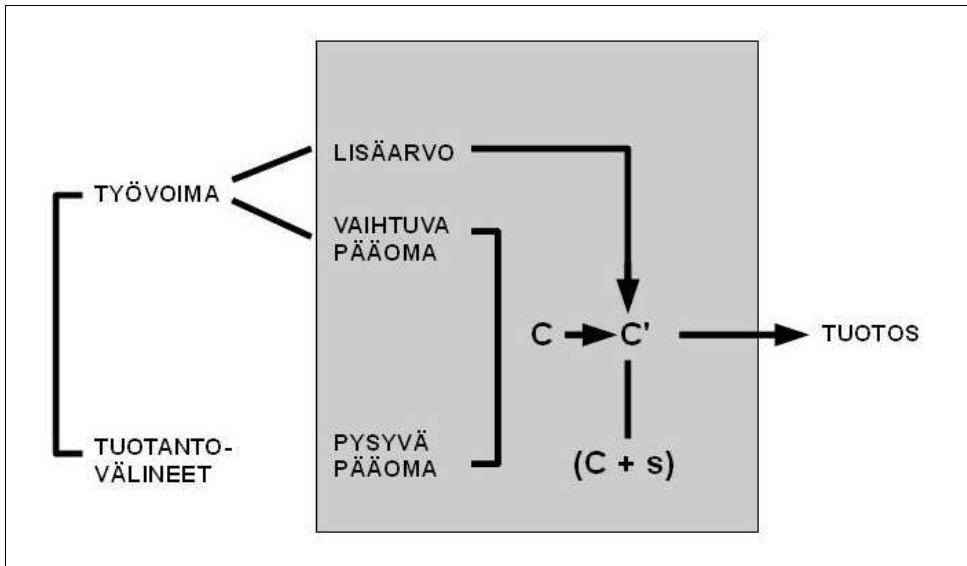 LISÄARVO
TYÖVOIMA
VAIHTUVA
PÄÄOMA
C
C'
TUOTOS
TUOTANTO-
VÄLINEET
PYSYVÄ
PÄÄOMA
(C + s)